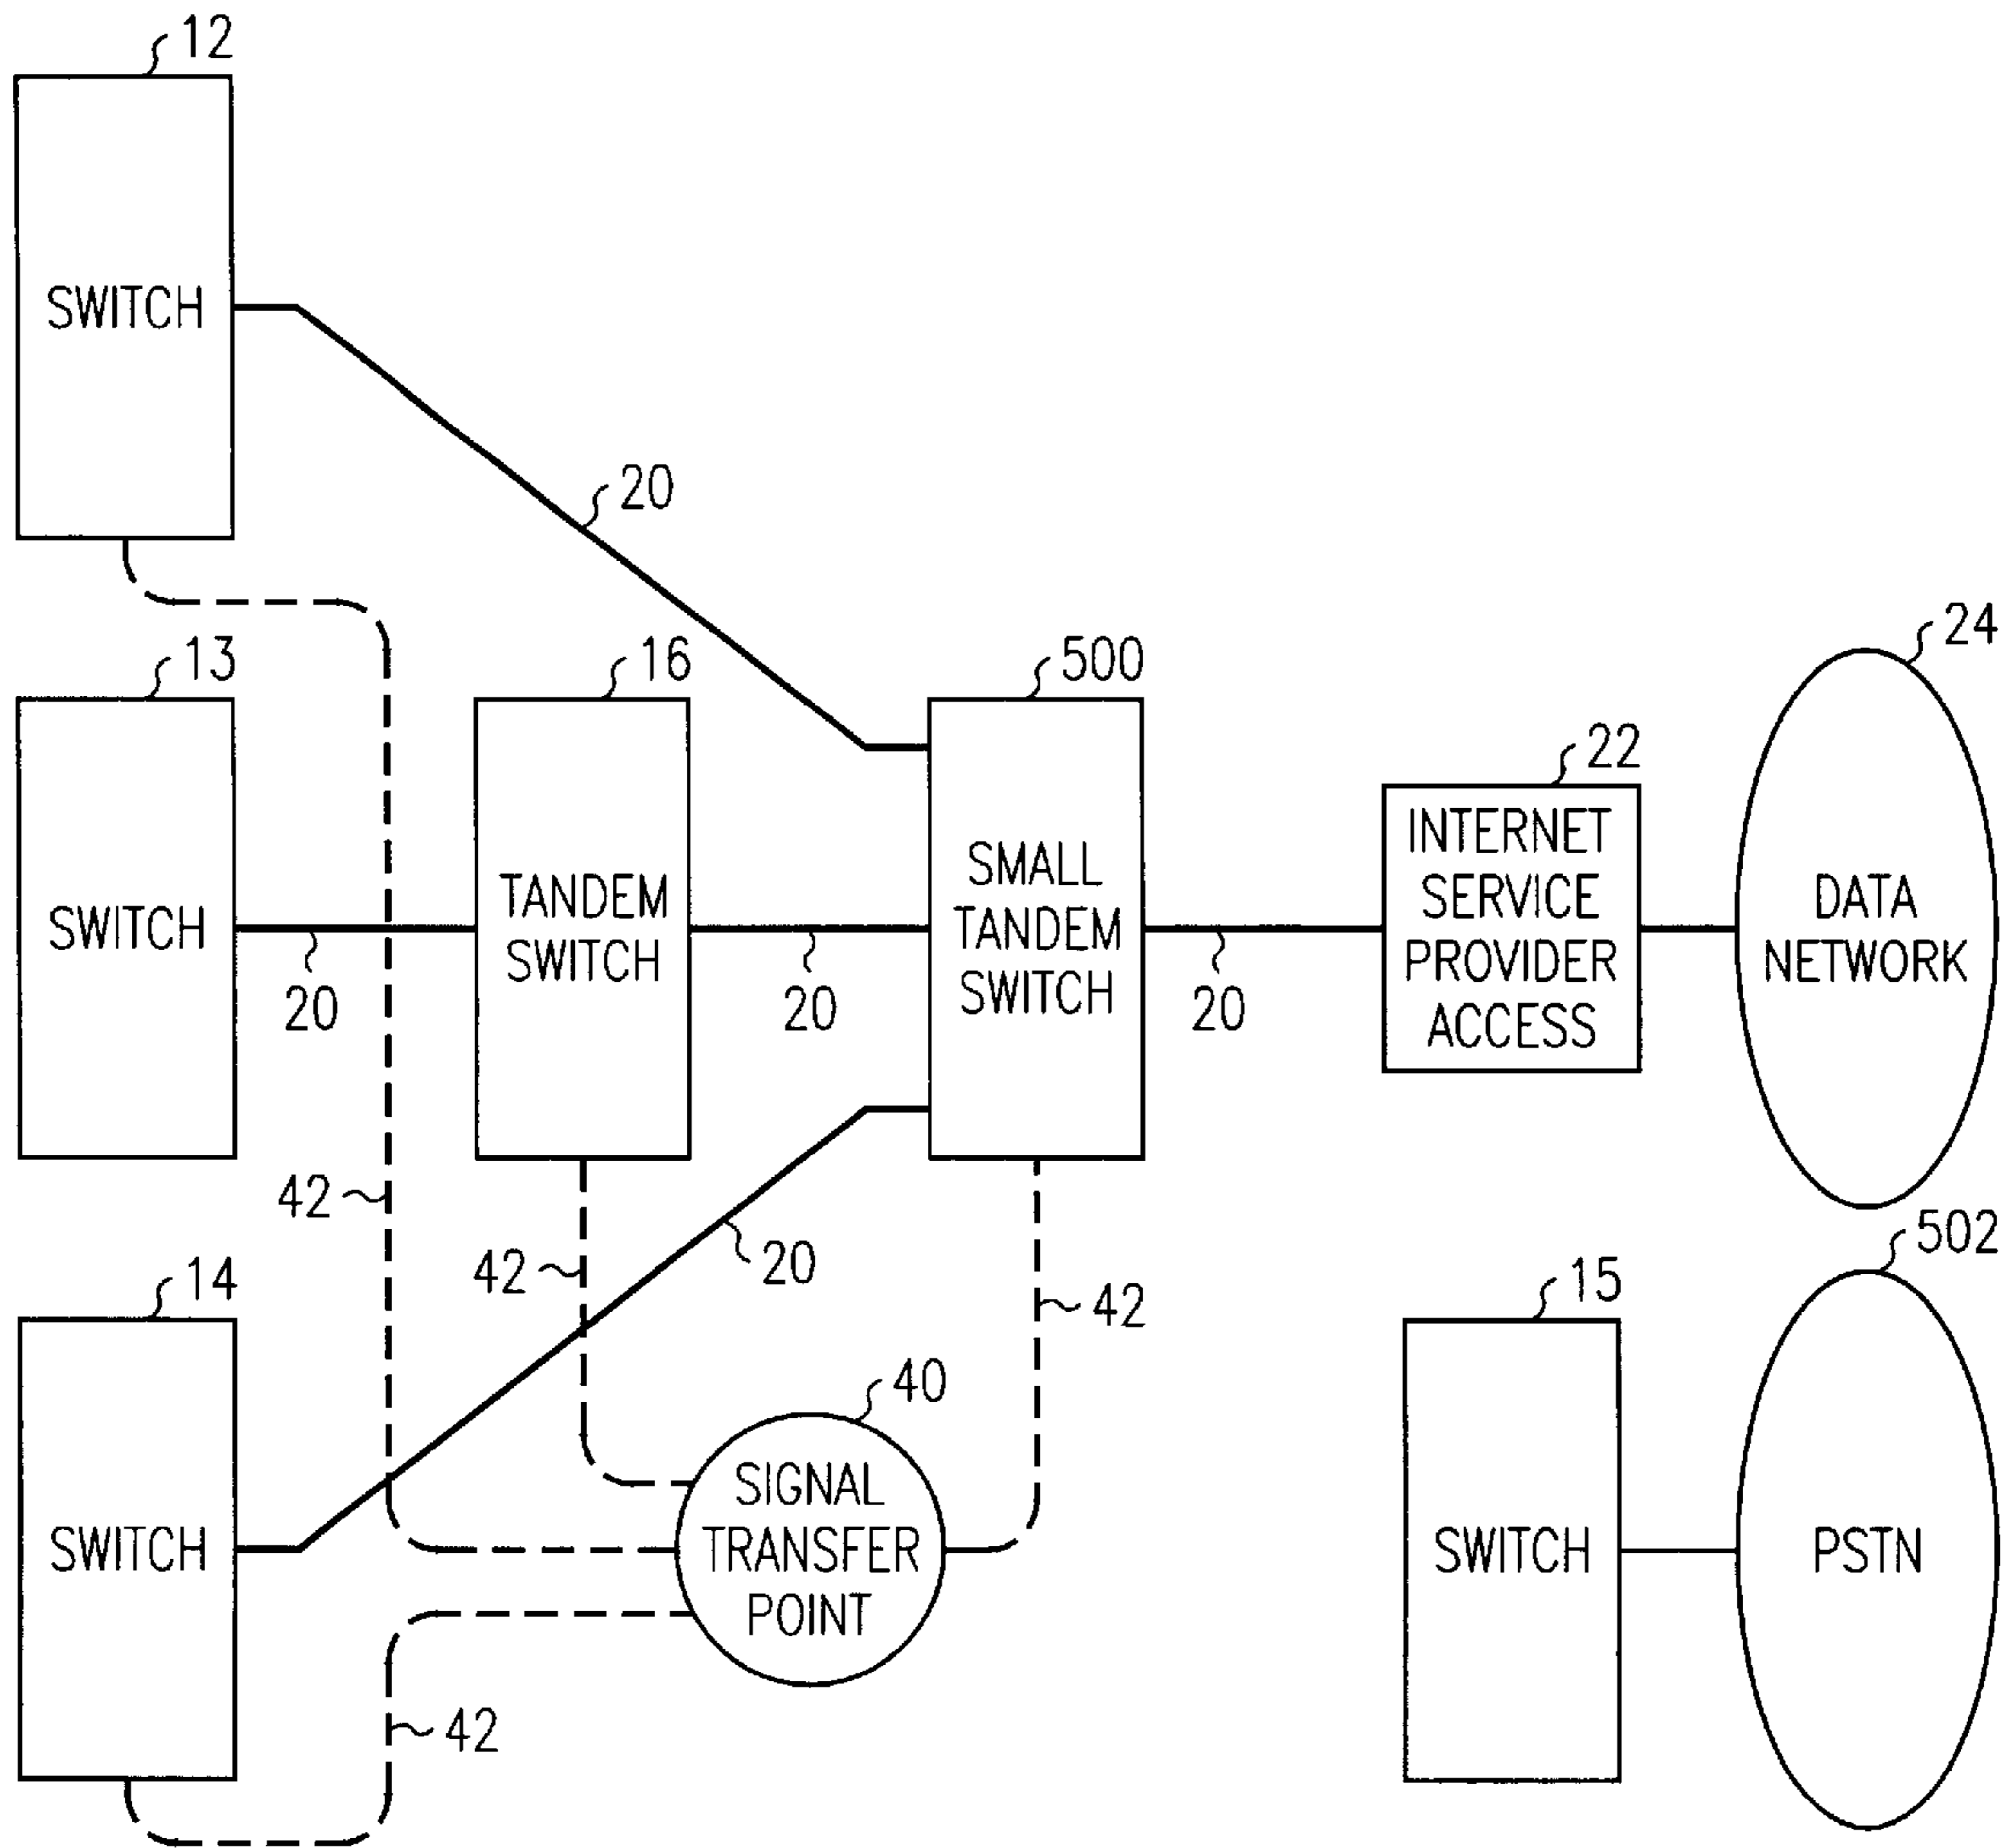 12
SWITCH
20
13
SWITCH
20
16
TANDEM
SWITCH
20
500
SMALL
TANDEM
SWITCH
20
22
INTERNET
SERVICE
PROVIDER
ACCESS
24
DATA
NETWORK
42
42
20
42
14
SWITCH
42
40
SIGNAL
TRANSFER
POINT
15
SWITCH
502
PSTN